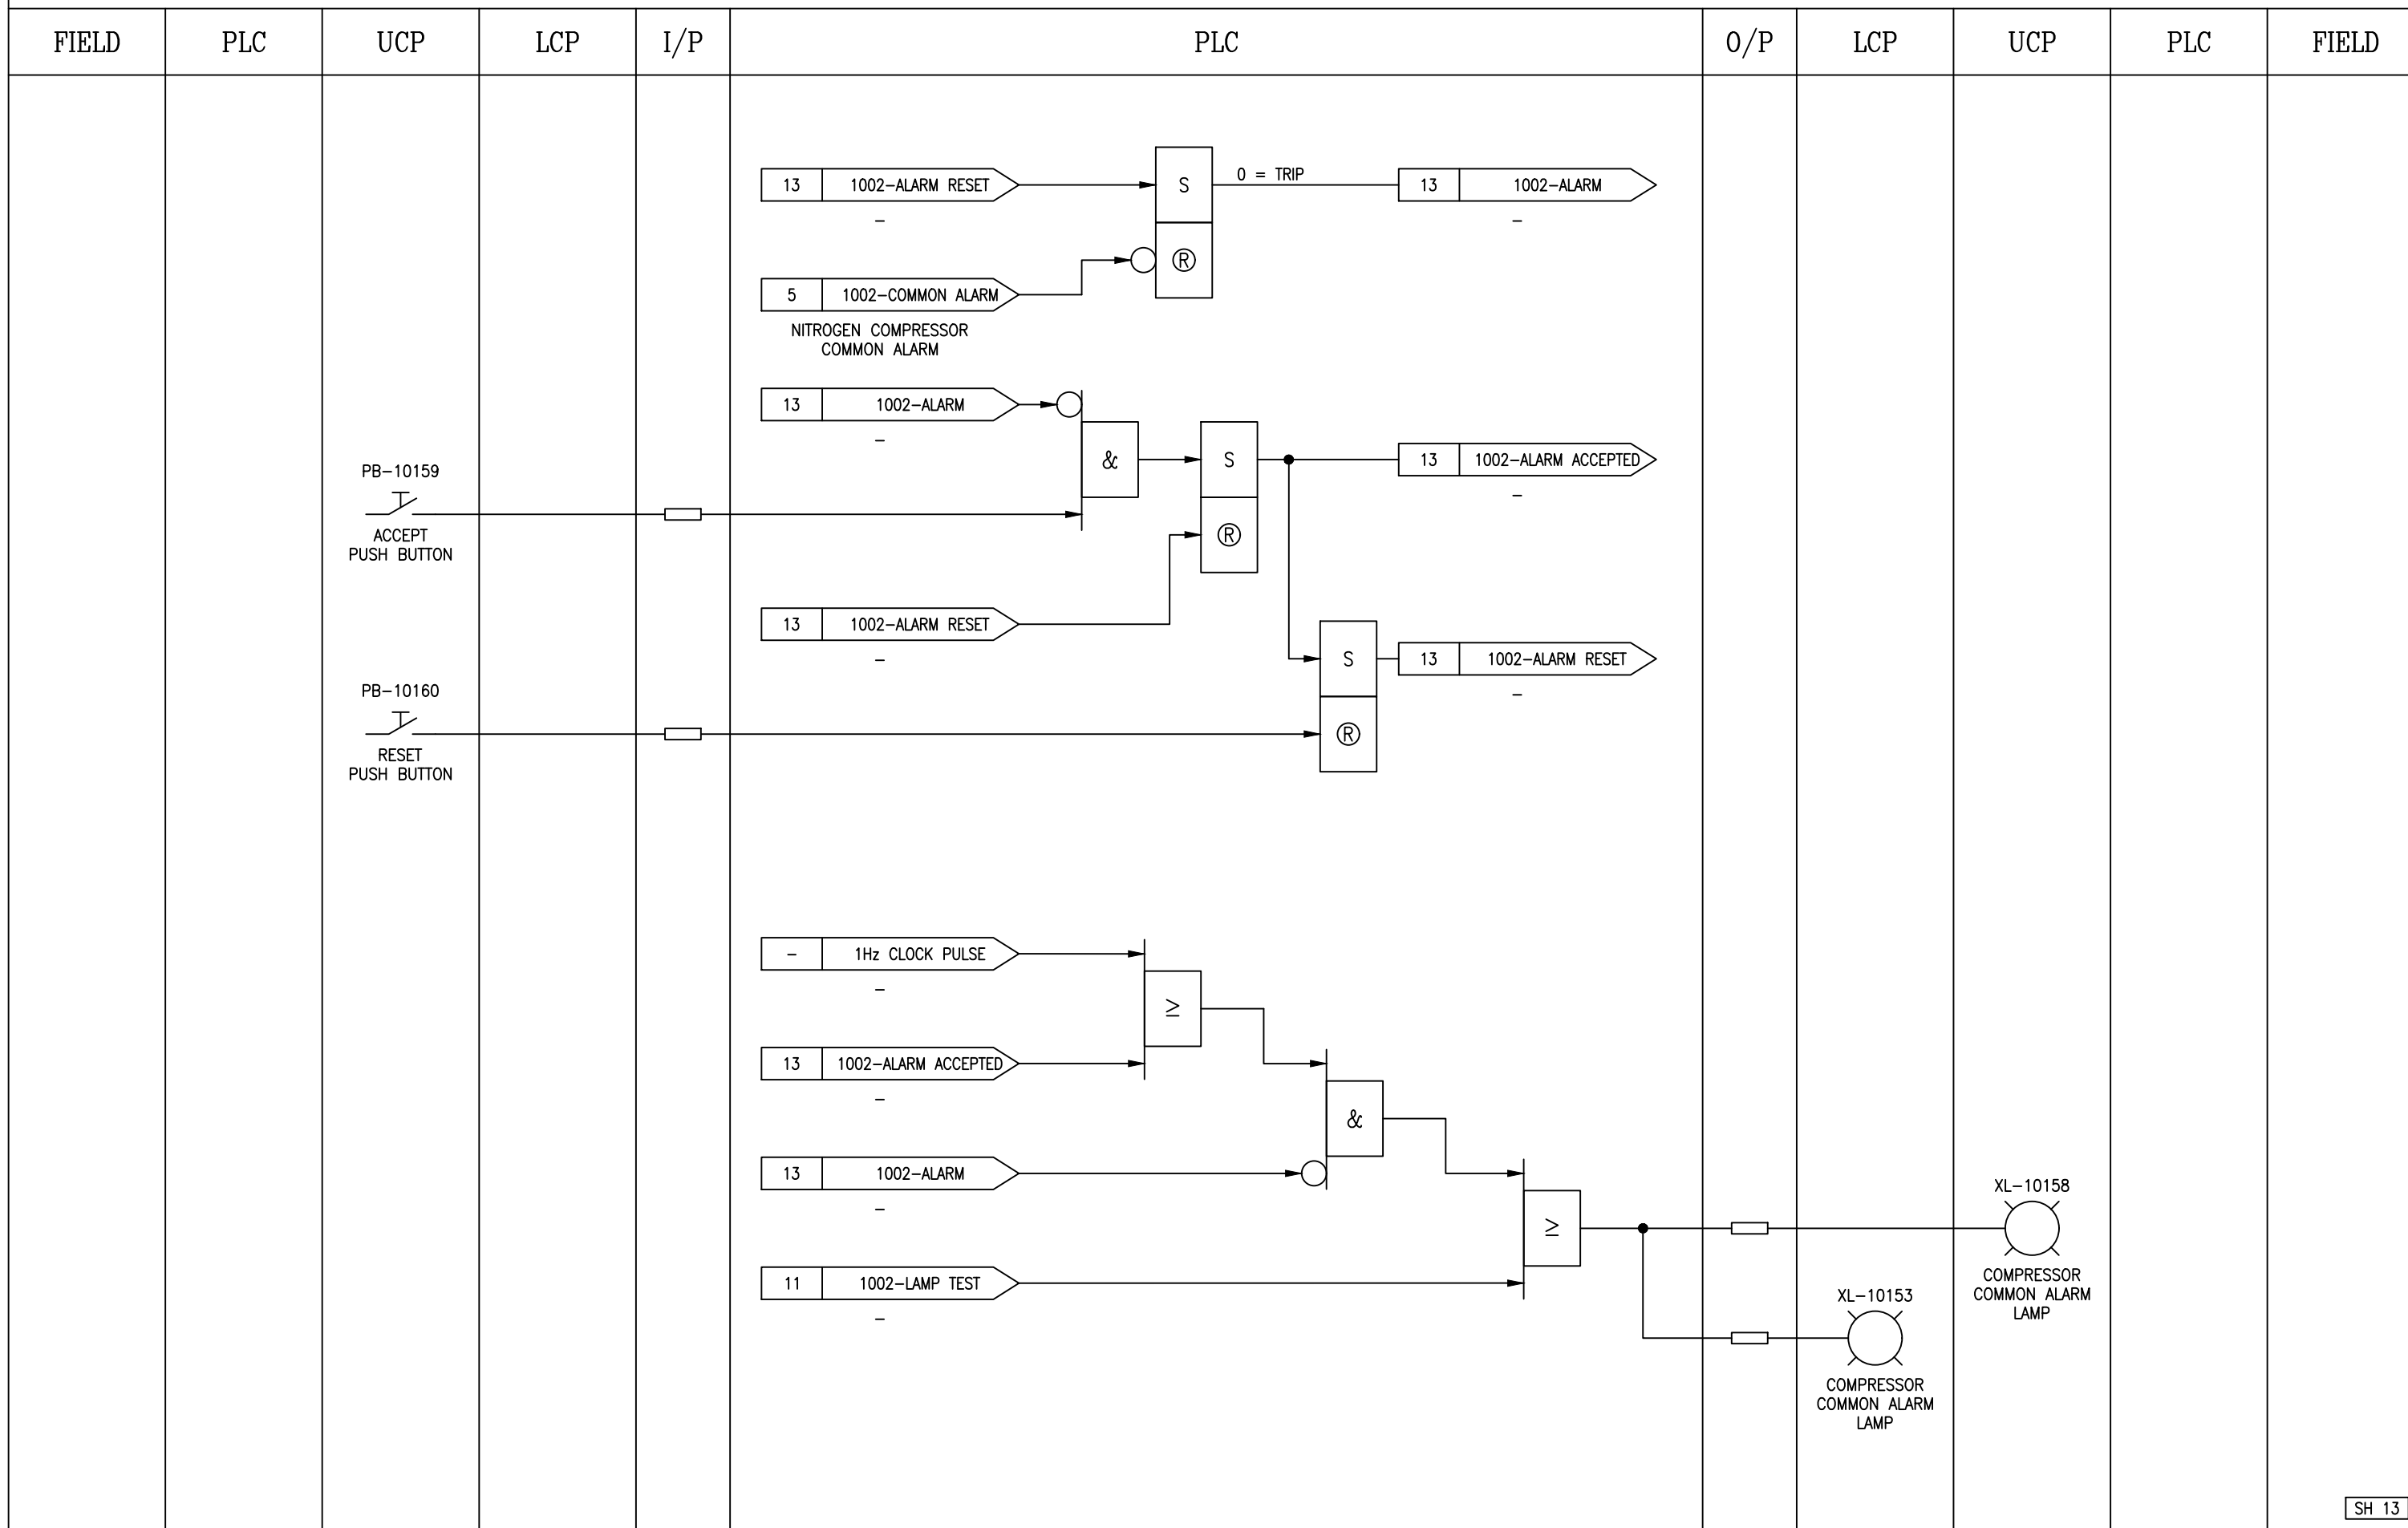 FIELD PLC UCP LCP I/P PLC O/P LCP UCP PLC FIELD
13 1002-ALARM RESET S 0 = TRIP 13 1002-ALARM
- -
Ⓡ
5 1002-COMMON ALARM
NITROGEN COMPRESSOR
COMMON ALARM
13 1002-ALARM
-
PB-10159 & S 13 1002-ALARM ACCEPTED
-
ACCEPT Ⓡ
PUSH BUTTON
13 1002-ALARM RESET
-
S 13 1002-ALARM RESET
-
PB-10160
Ⓡ
RESET
PUSH BUTTON
- 1Hz CLOCK PULSE
-
≥
13 1002-ALARM ACCEPTED
-
&
13 1002-ALARM
-
XL-10158
≥
11 1002-LAMP TEST
-
COMPRESSOR
COMMON ALARM
LAMP
XL-10153
COMPRESSOR
COMMON ALARM
LAMP
SH 13